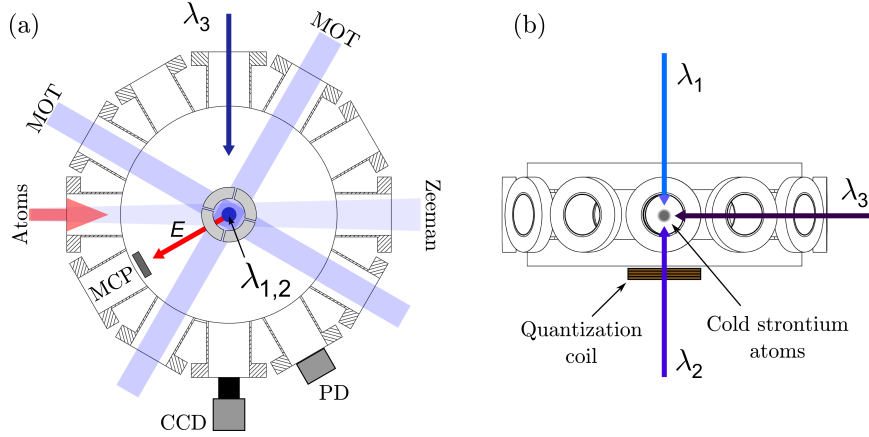 (a)
λ3
MOT
MOT
Atoms
Zeeman
E
MCP
λ1,2
PD
CCD
(b)
λ1
λ3
Quantization
coil
Cold strontium
atoms
λ2